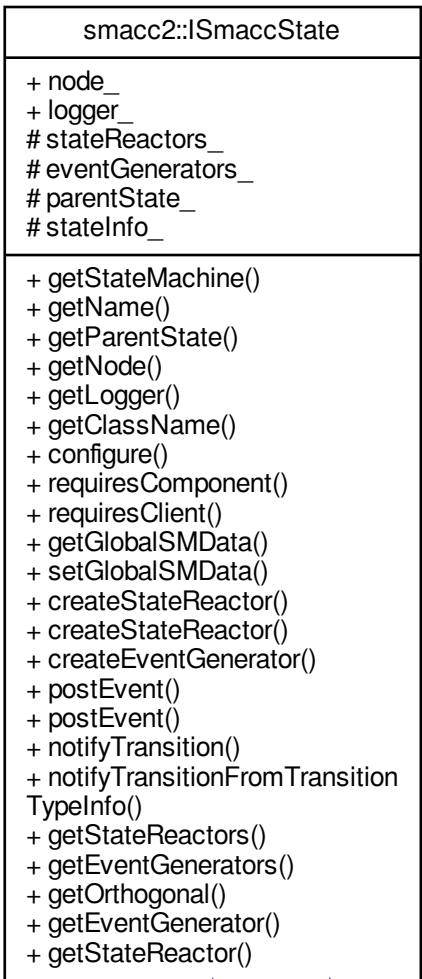 smacc2::ISmaccState
+ node_
+ logger_
# stateReactors_
# eventGenerators_
# parentState_
# stateInfo_
+ getStateMachine()
+ getName()
+ getParentState()
+ getNode()
+ getLogger()
+ getClassName()
+ configure()
+ requiresComponent()
+ requiresClient()
+ getGlobalSMData()
+ setGlobalSMData()
+ createStateReactor()
+ createStateReactor()
+ createEventGenerator()
+ postEvent()
+ postEvent()
+ notifyTransition()
+ notifyTransitionFromTransition
TypeInfo()
+ getStateReactors()
+ getEventGenerators()
+ getOrthogonal()
+ getEventGenerator()
+ getStateReactor()